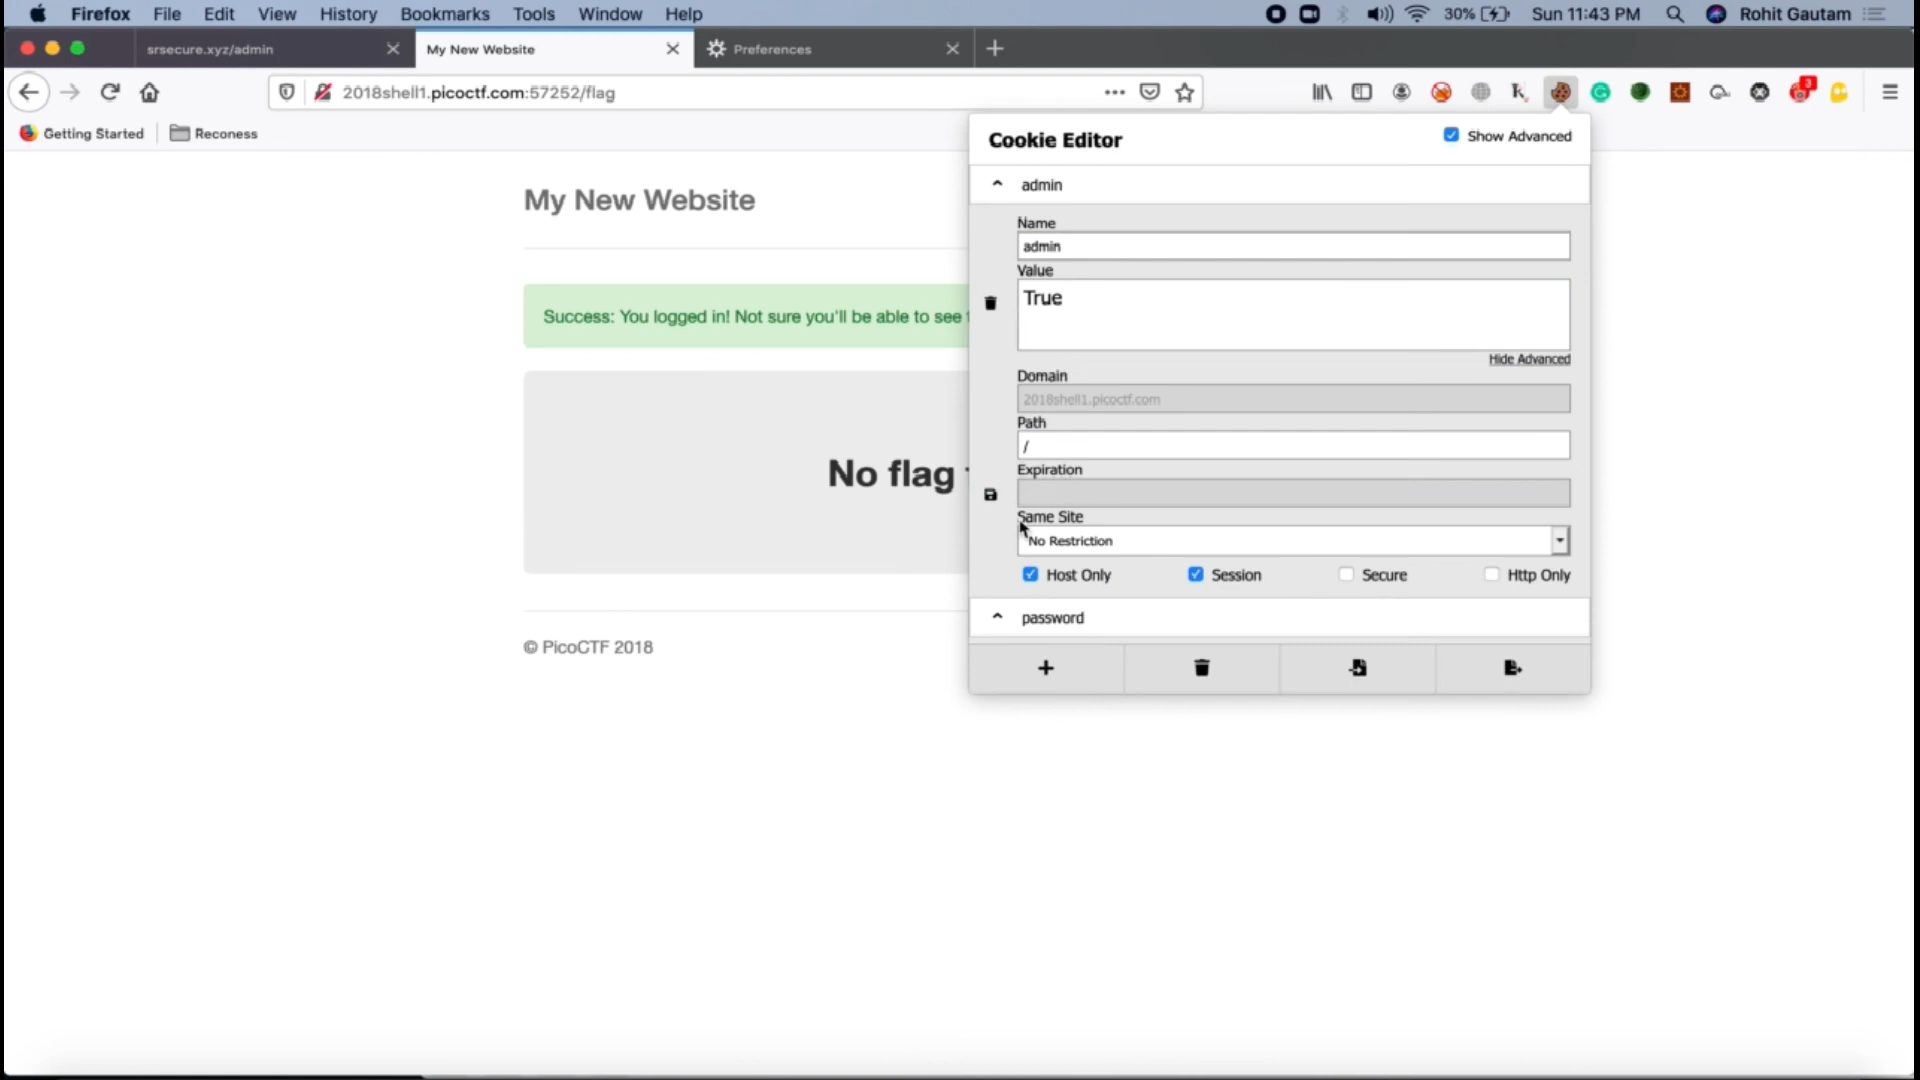 Firefox File Edit View History Bookmarks Tools Window Help 30% Sun 11:43 PM Rohit Gautam
srsecure.xyz/admin My New Website Preferences
2018shell1.picoctf.com:57252/flag
3
Getting Started Reconess
My New Website
Success: You logged in! Not sure you'll be able to see
No flag
© PicoCTF 2018
Cookie Editor Show Advanced
admin
Name
admin
Value
True
Hide Advanced
Domain
2018shell1.picoctf.com
Path
/
Expiration
Same Site
No Restriction
Host Only Session Secure Http Only
password